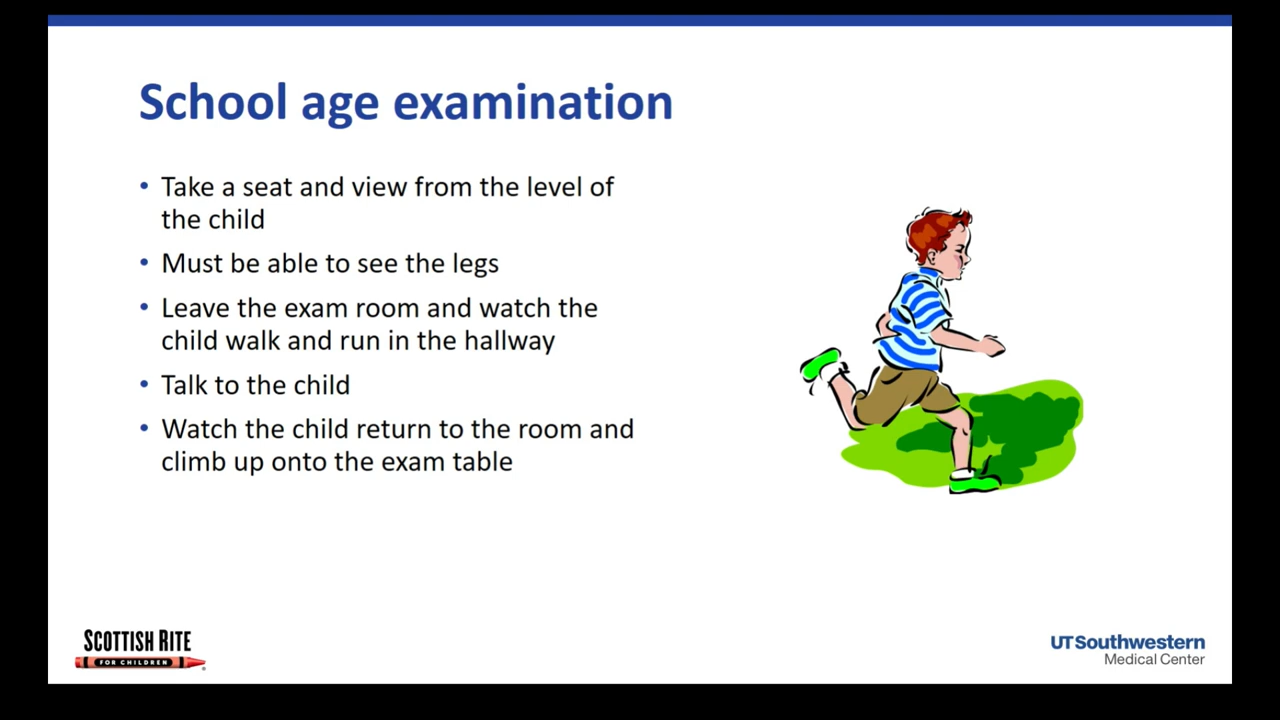 School age examination
• Take a seat and view from the level of
the child
• Must be able to see the legs
• Leave the exam room and watch the
child walk and run in the hallway
• Talk to the child
• Watch the child return to the room and
climb up onto the exam table
SCOTTISH RITE
FOR CHILDREN
UTSouthwestern
Medical Center